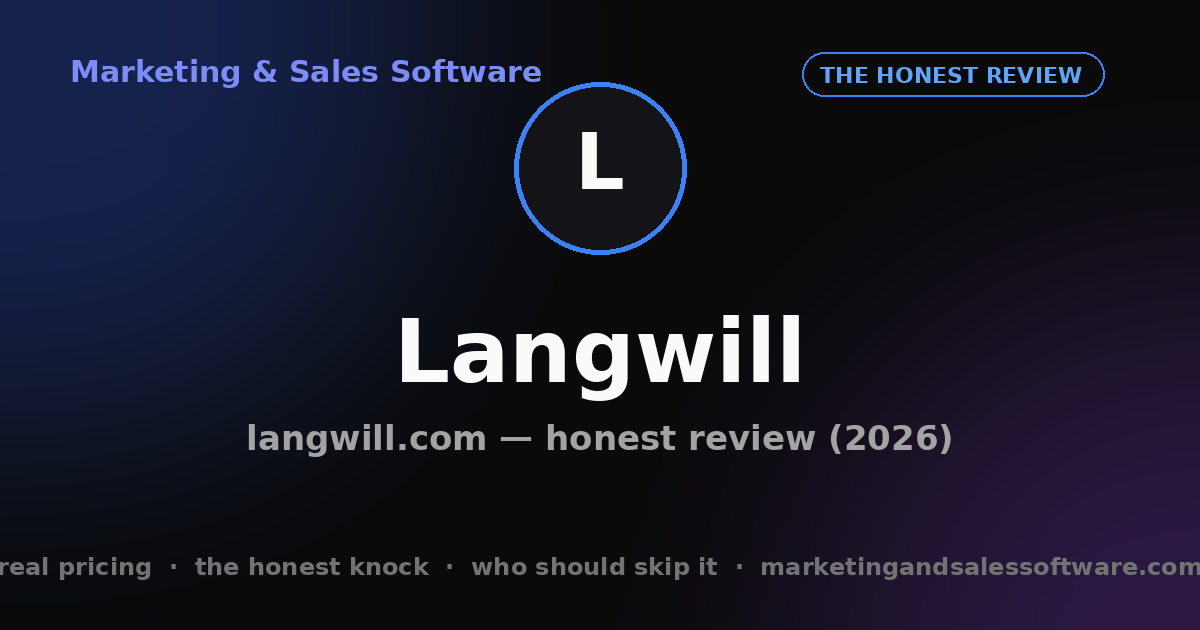 Marketing & Sales Software
THE HONEST REVIEW
L
Langwill
langwill.com — honest review (2026)
real pricing · the honest knock · who should skip it · marketingandsalessoftware.com